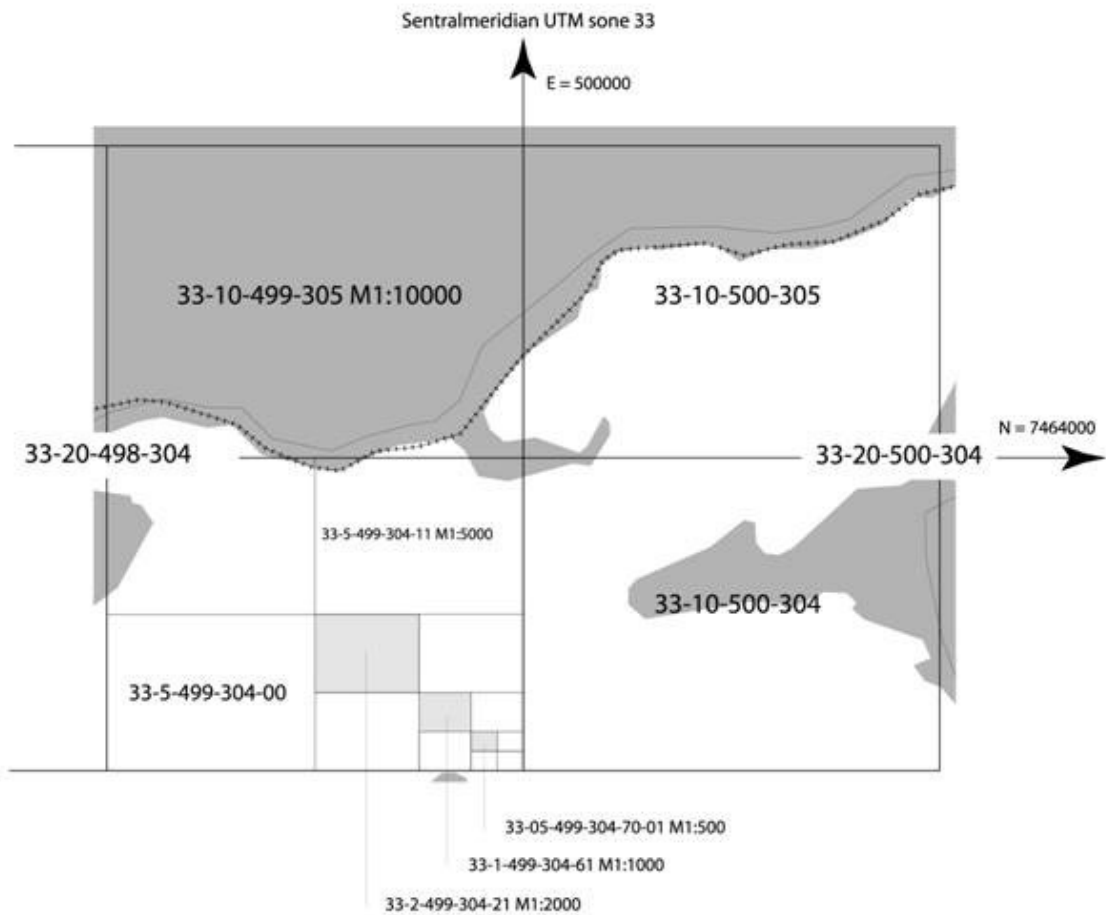 Sentralmeridian UTM sone 33
E = 500000
33-10-499-305 M1:10000
33-10-500-305
N = 7464000
33-20-498-304
33-20-500-304
33-5-499-304-11 M1:5000
33-10-500-304
33-5-499-304-00
33-05-499-304-70-01 M1:500
33-1-499-304-61 M1:1000
33-2-499-304-21 M1:2000